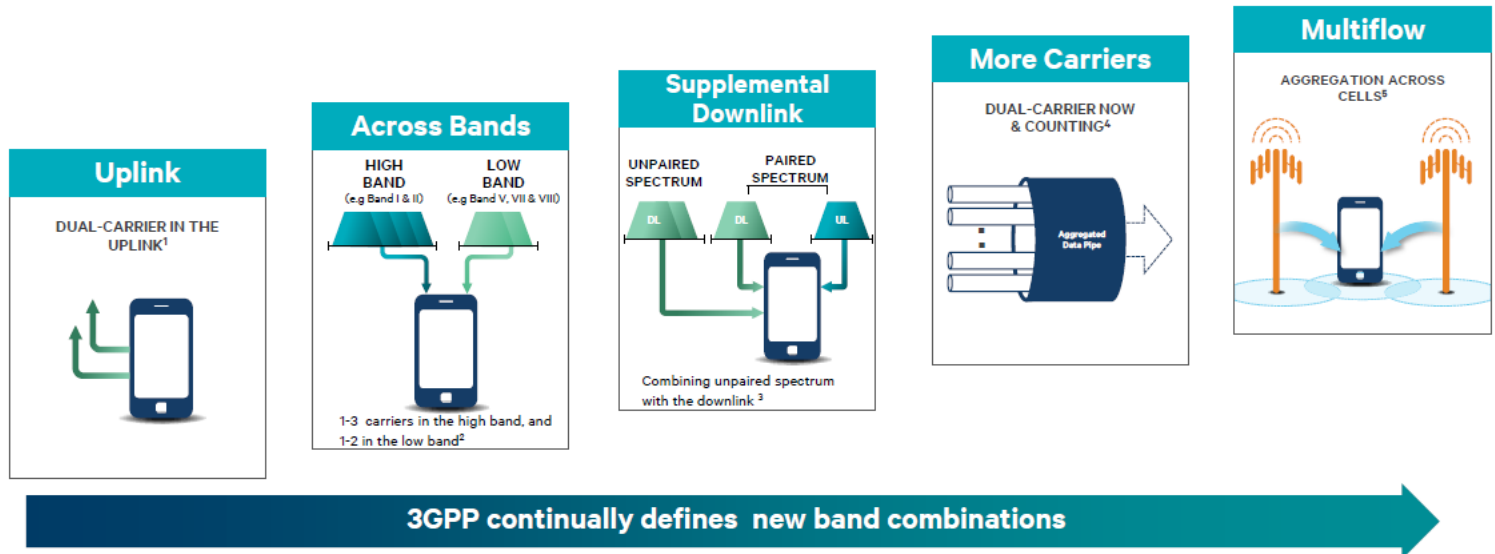 Uplink
DUAL-CARRIER IN THE
UPLINK1
Across Bands
HIGH
BAND
(e.g Band I & II)
LOW
BAND
(e.g Band V, VII & VIII)
1-3 carriers in the high band, and
1-2 in the low band2
Supplemental
Downlink
UNPAIRED
SPECTRUM
PAIRED
SPECTRUM
DL
DL
UL
Combining unpaired spectrum
with the downlink 3
More Carriers
DUAL-CARRIER NOW
& COUNTING4
Aggregated
Data Pipe
Multiflow
AGGREGATION ACROSS
CELLS5
3GPP continually defines new band combinations